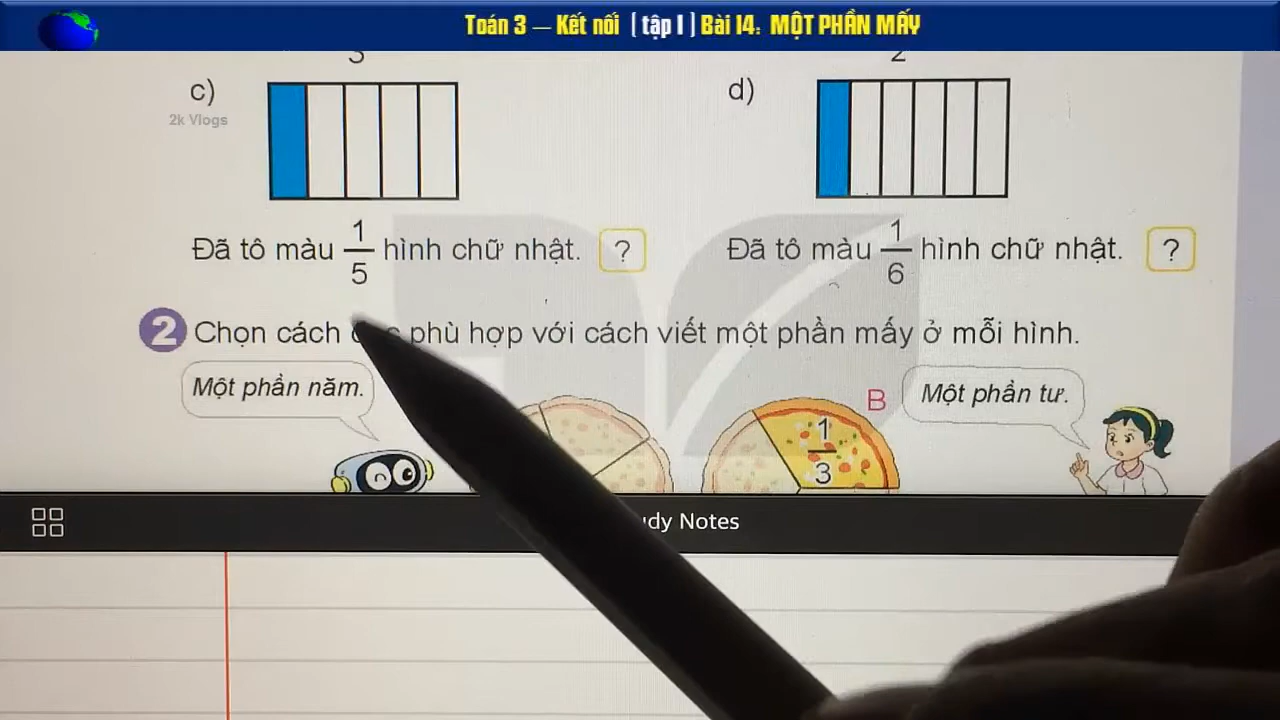 Toán 3 – Kết nối [ tập 1 ] Bài 14: MỘT PHẦN MẤY
c)
d)
2k Vlogs
Đã tô màu 1/5 hình chữ nhật. ?
Đã tô màu 1/6 hình chữ nhật. ?
2 Chọn cách phù hợp với cách viết một phần mấy ở mỗi hình.
Một phần năm.
B
Một phần tư.
1/3
Notes